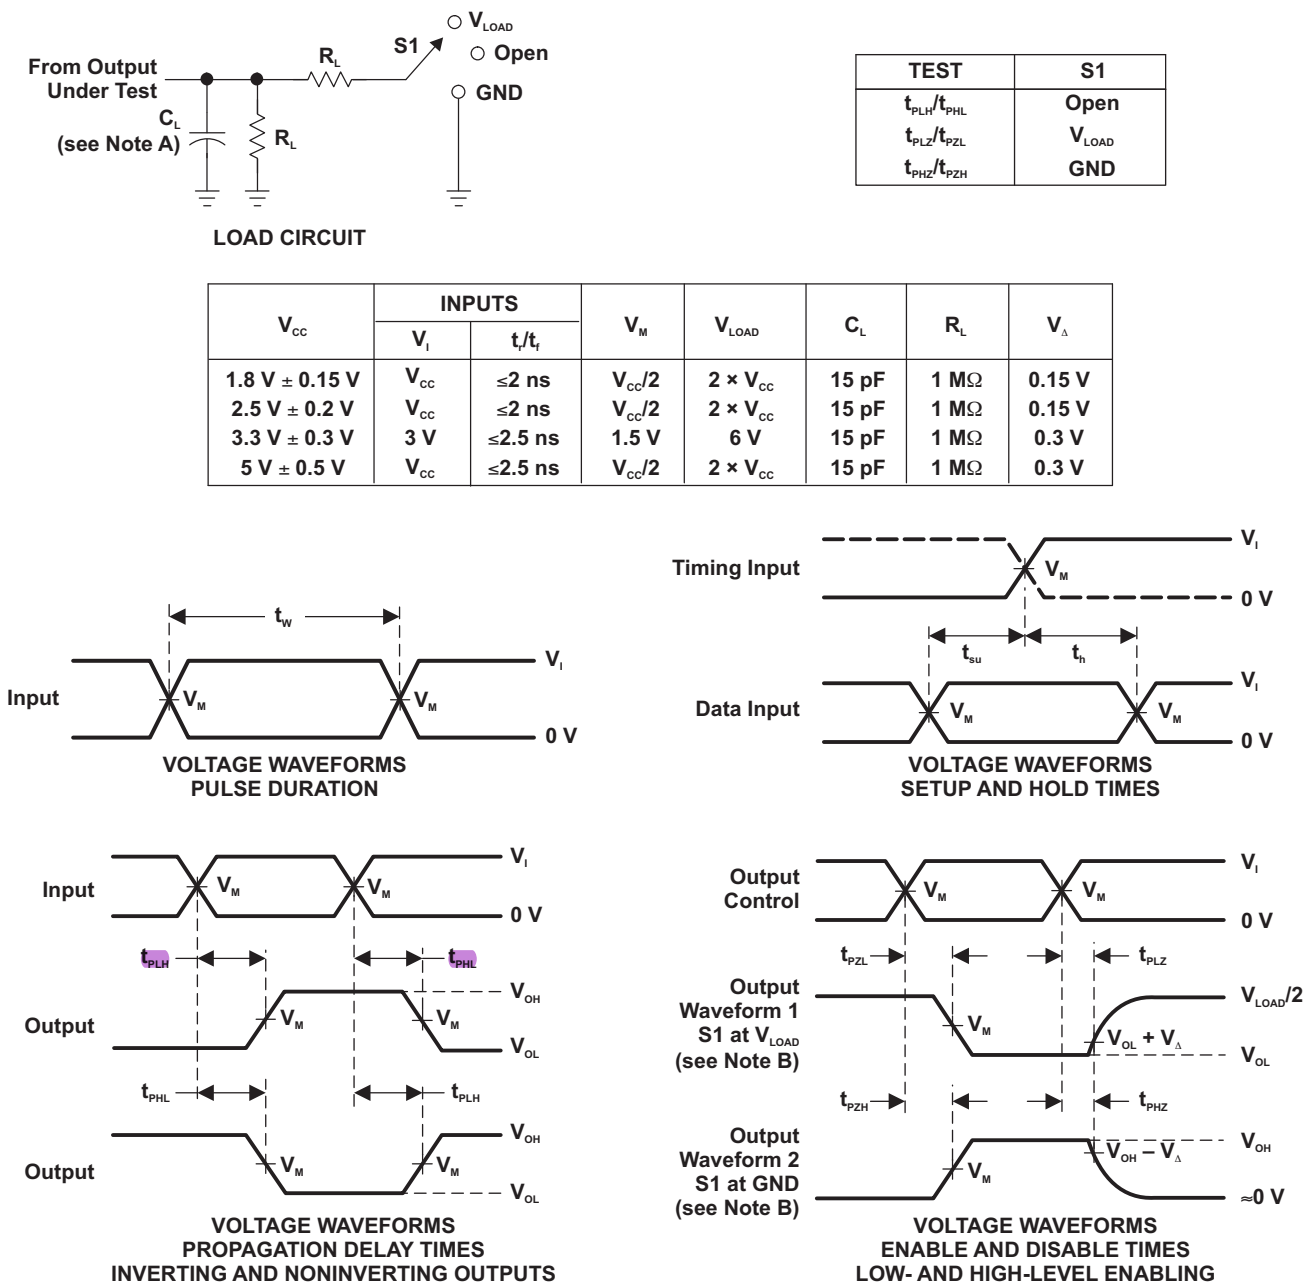 V_LOAD
S1
Open
R_L
From Output
Under Test
GND
C_L
(see Note A)
R_L
LOAD CIRCUIT
TEST S1
t_PLH/t_PHL Open
t_PLZ/t_PZL V_LOAD
t_PHZ/t_PZH GND
V_CC INPUTS V_M V_LOAD C_L R_L V_Δ
V_I t_r/t_f
1.8 V ± 0.15 V V_CC ≤2 ns V_CC/2 2 × V_CC 15 pF 1 MΩ 0.15 V
2.5 V ± 0.2 V V_CC ≤2 ns V_CC/2 2 × V_CC 15 pF 1 MΩ 0.15 V
3.3 V ± 0.3 V 3 V ≤2.5 ns 1.5 V 6 V 15 pF 1 MΩ 0.3 V
5 V ± 0.5 V V_CC ≤2.5 ns V_CC/2 2 × V_CC 15 pF 1 MΩ 0.3 V
t_W
V_I
Input
V_M V_M
0 V
VOLTAGE WAVEFORMS
PULSE DURATION
V_I
Timing Input
V_M
0 V
t_su t_h
V_I
Data Input
V_M V_M
0 V
VOLTAGE WAVEFORMS
SETUP AND HOLD TIMES
V_I
Input
V_M V_M
0 V
t_PLH t_PHL
V_OH
Output
V_M V_M
V_OL
t_PHL t_PLH
V_OH
Output
V_M V_M
V_OL
VOLTAGE WAVEFORMS
PROPAGATION DELAY TIMES
INVERTING AND NONINVERTING OUTPUTS
V_I
Output
Control
V_M V_M
0 V
t_PZL t_PLZ
Output
Waveform 1
S1 at V_LOAD
(see Note B)
V_LOAD/2
V_M
V_OL + V_Δ
V_OL
t_PZH t_PHZ
Output
Waveform 2
S1 at GND
(see Note B)
V_OH
V_M
V_OH − V_Δ
≈0 V
VOLTAGE WAVEFORMS
ENABLE AND DISABLE TIMES
LOW- AND HIGH-LEVEL ENABLING